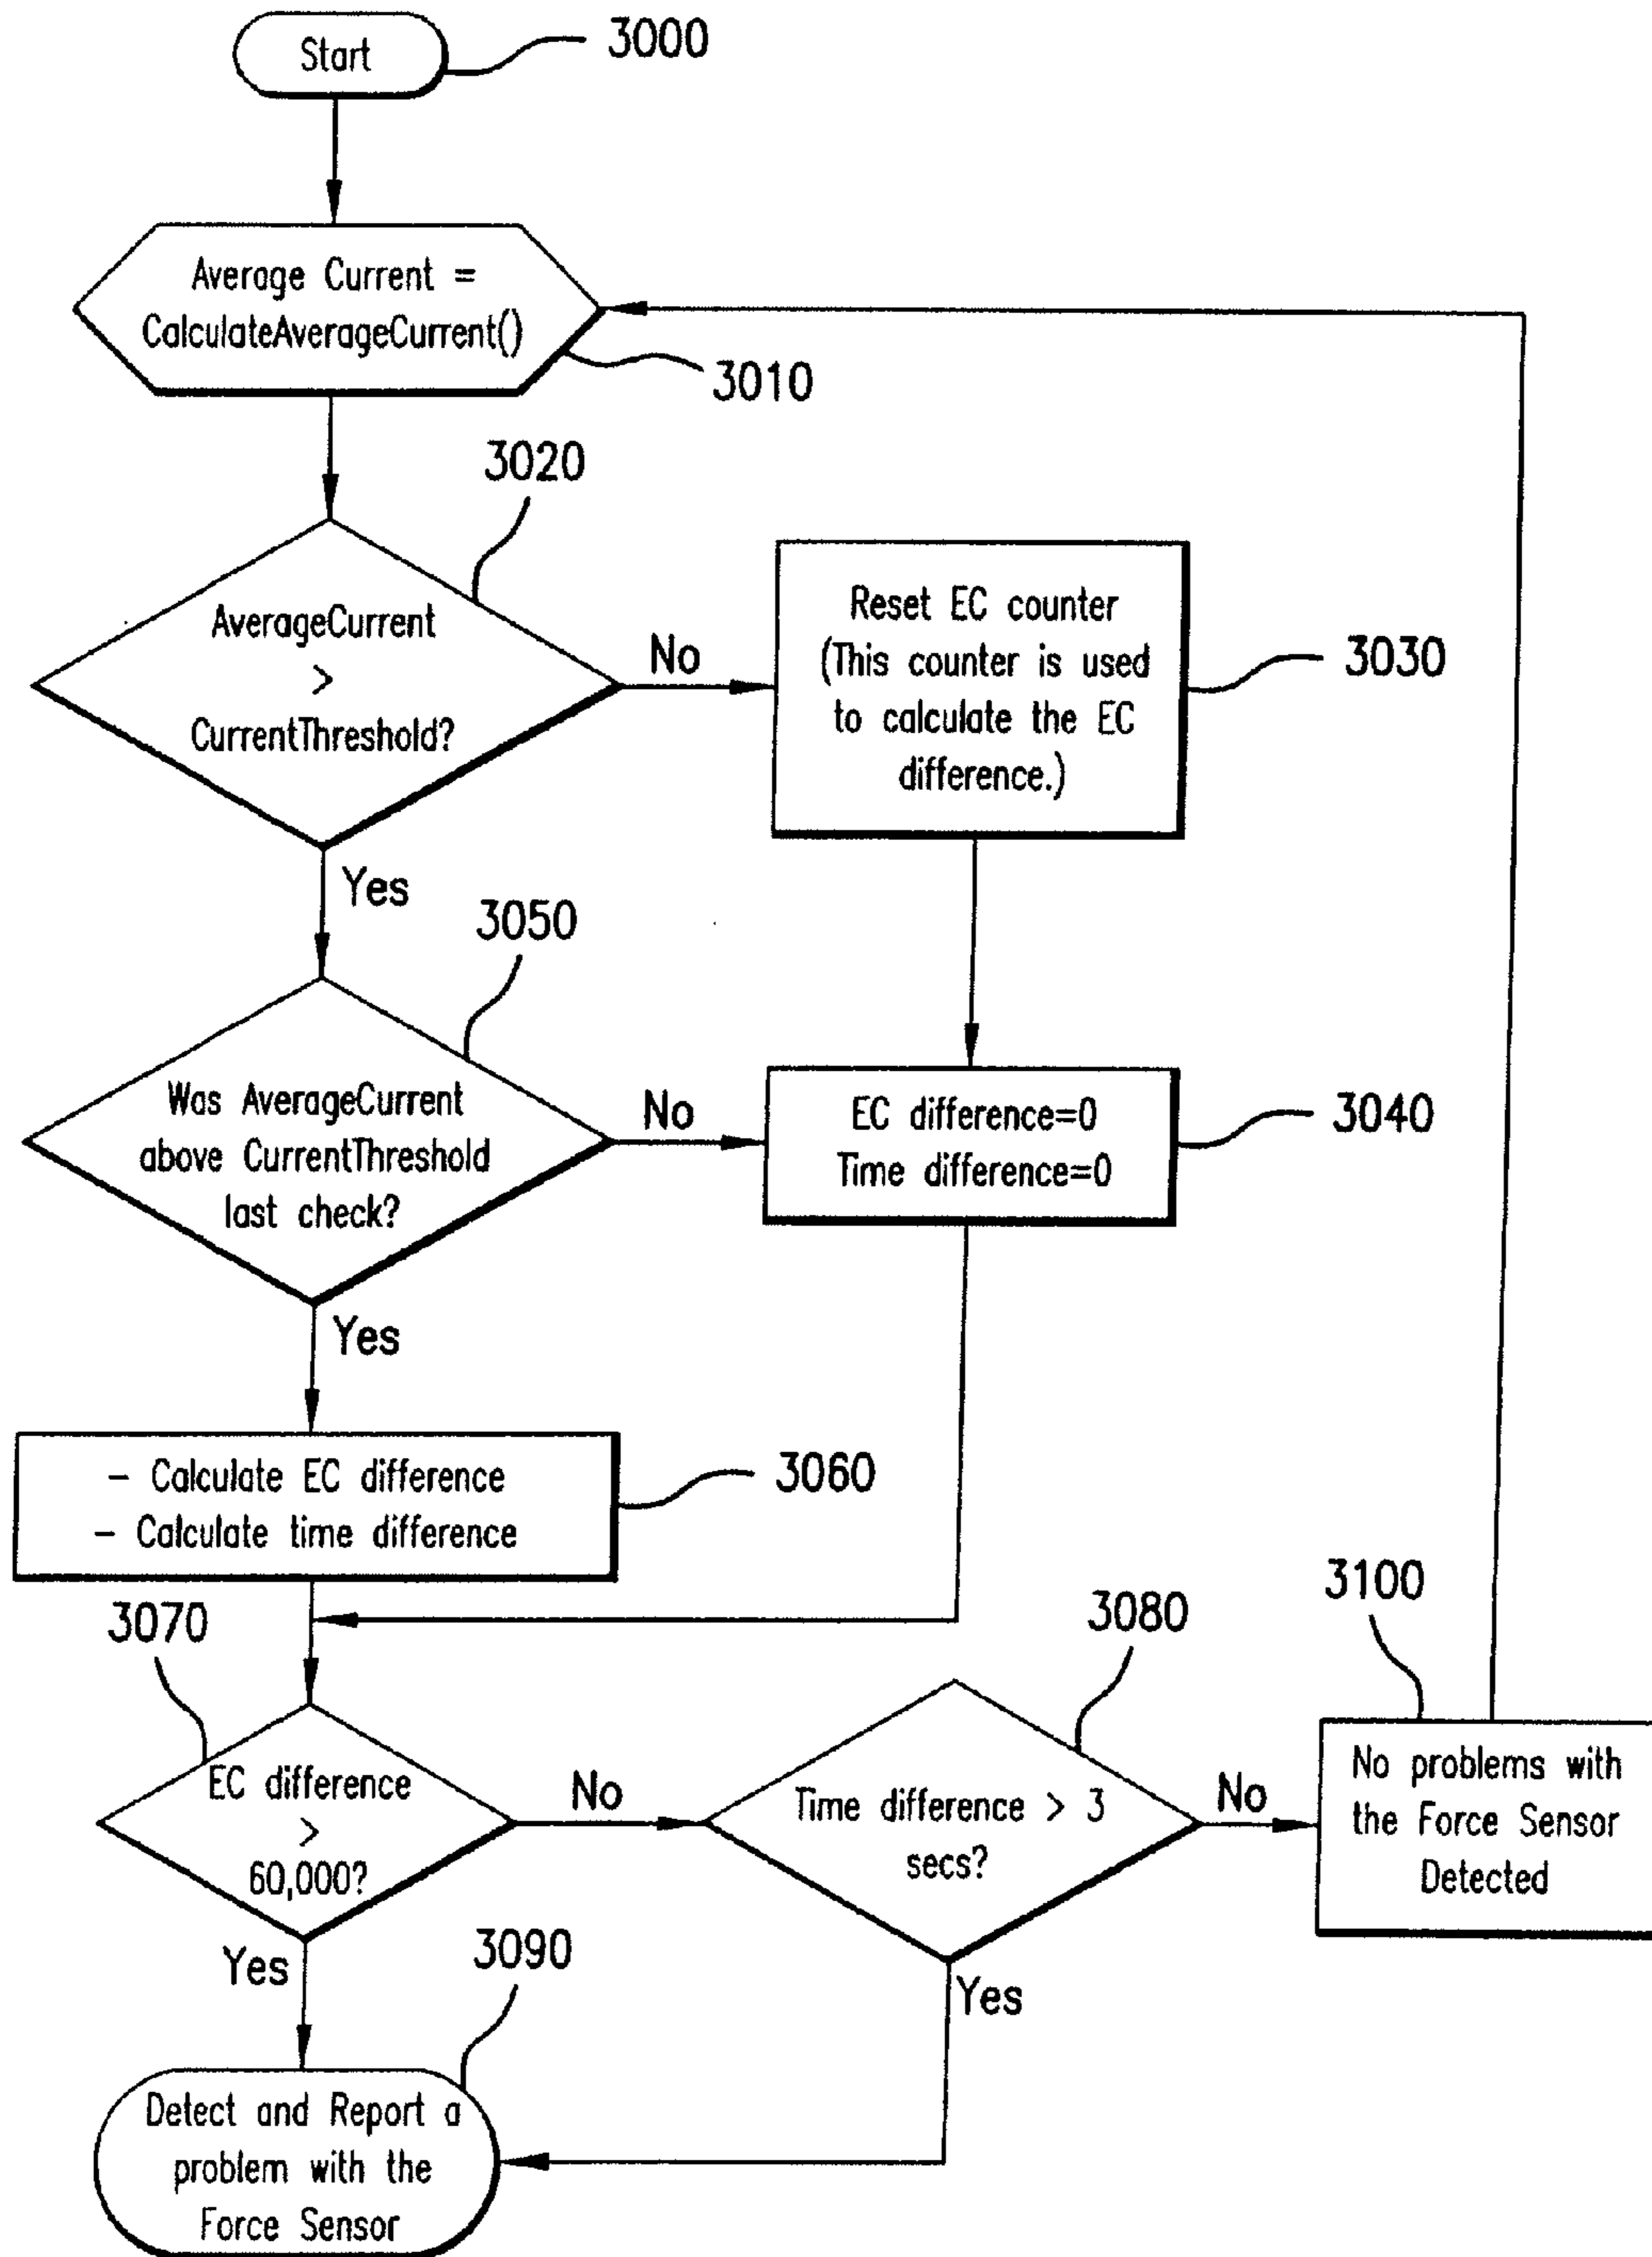 Start
3000
Average Current =
CalculateAverageCurrent()
3010
3020
AverageCurrent
>
CurrentThreshold?
No
Reset EC counter
(This counter is used
to calculate the EC
difference.)
3030
Yes
3050
Was AverageCurrent
above CurrentThreshold
last check?
No
EC difference=0
Time difference=0
3040
Yes
- Calculate EC difference
- Calculate time difference
3060
3070
EC difference
>
60,000?
No
3080
Time difference > 3
secs?
No
3100
No problems with
the Force Sensor
Detected
Yes
3090
Yes
Detect and Report a
problem with the
Force Sensor